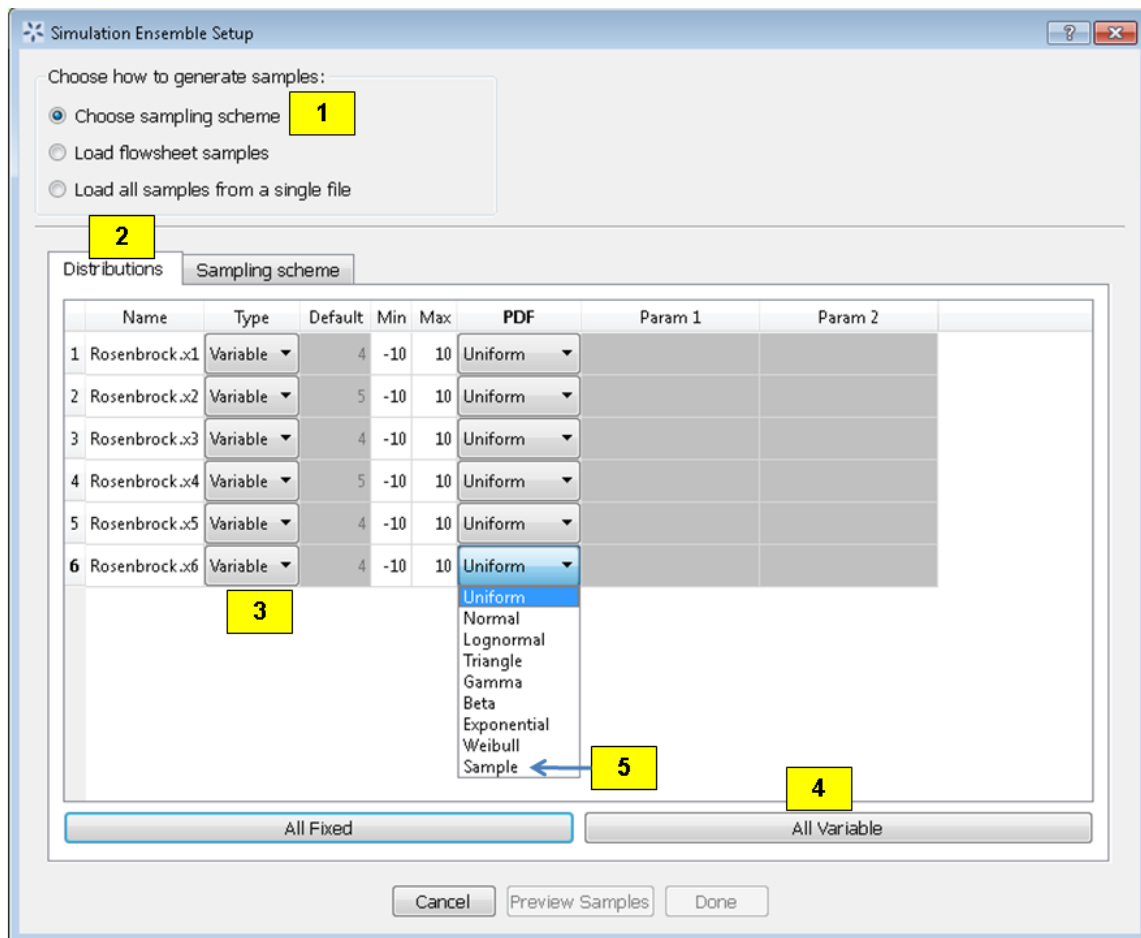 Simulation Ensemble Setup
Choose how to generate samples:
Choose sampling scheme 1
Load flowsheet samples
Load all samples from a single file
2
Distributions Sampling scheme
Name Type Default Min Max PDF Param 1 Param 2
1 Rosenbrock.x1 Variable 4 -10 10 Uniform
2 Rosenbrock.x2 Variable 5 -10 10 Uniform
3 Rosenbrock.x3 Variable 4 -10 10 Uniform
4 Rosenbrock.x4 Variable 5 -10 10 Uniform
5 Rosenbrock.x5 Variable 4 -10 10 Uniform
6 Rosenbrock.x6 Variable 4 -10 10 Uniform
3
Uniform
Normal
Lognormal
Triangle
Gamma
Beta
Exponential
Weibull
Sample 5
4
All Fixed All Variable
Cancel Preview Samples Done